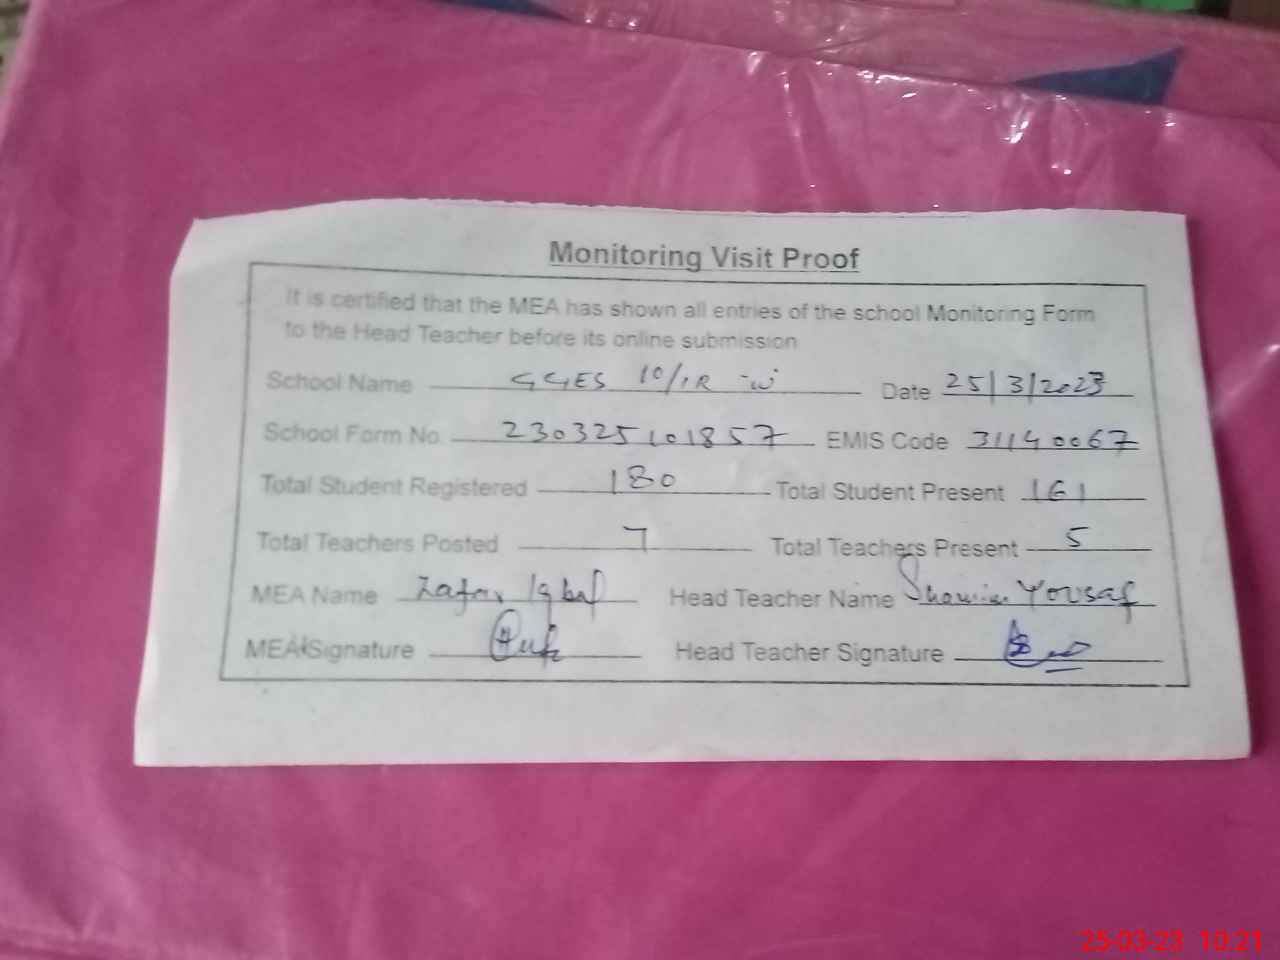 Monitoring Visit Proof
It is certified that the MEA has shown all entries of the school Monitoring Form
to the Head Teacher before its online submission
School Name GGES 10/1R -W Date 25/3/2023
School Form No. 230325101857 EMIS Code 31140067
Total Student Registered 180 Total Student Present 161
Total Teachers Posted 7 Total Teachers Present 5
MEA Name Zafar Iqbal Head Teacher Name Yousaf
MEA Signature Head Teacher Signature
25-03-23 10:21